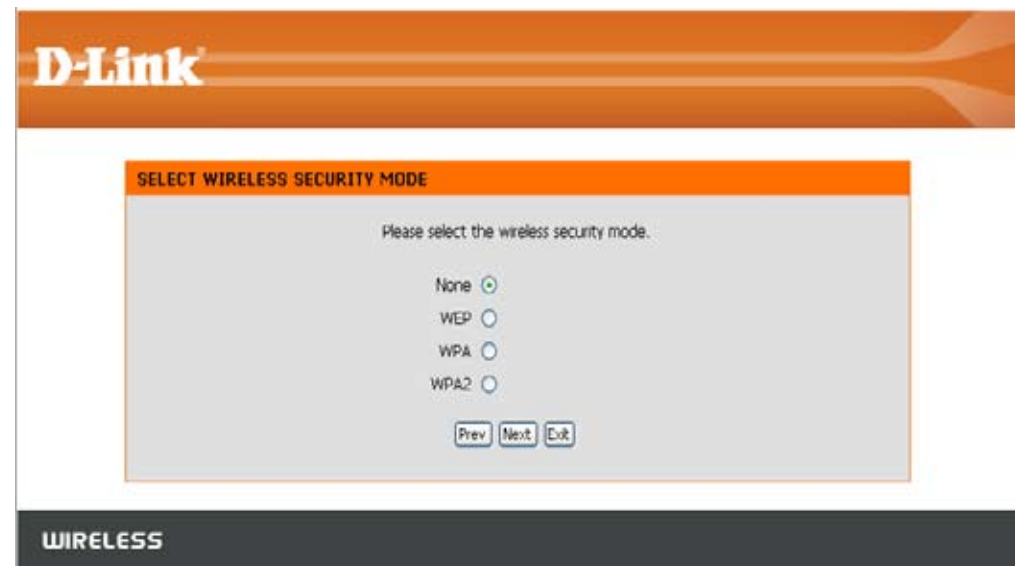 D-Link
SELECT WIRELESS SECURITY MODE
Please select the wireless security mode.
None
WEP
WPA
WPA2
Prev Next Exit
WIRELESS